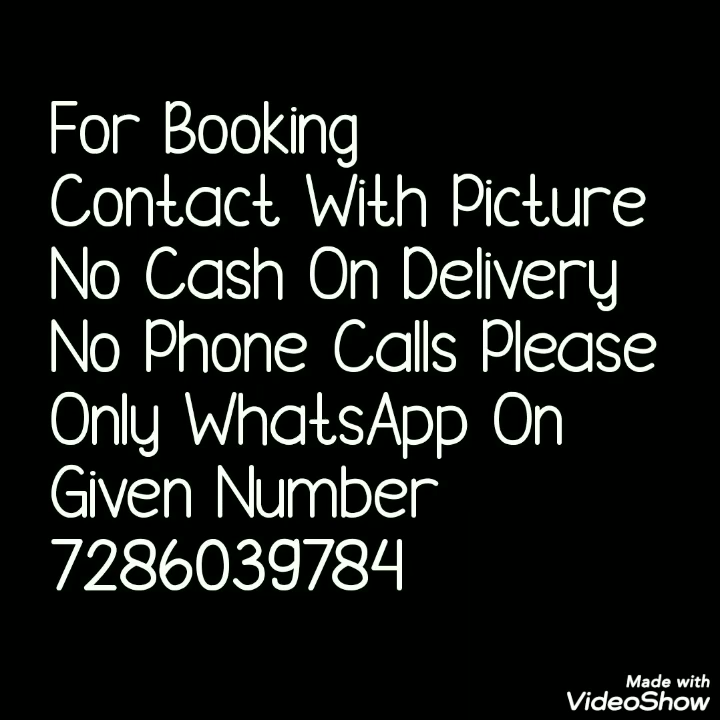 For Booking
Contact With Picture
No Cash On Delivery
No Phone Calls Please
Only WhatsApp On
Given Number
7286039784
Made with
VideoShow